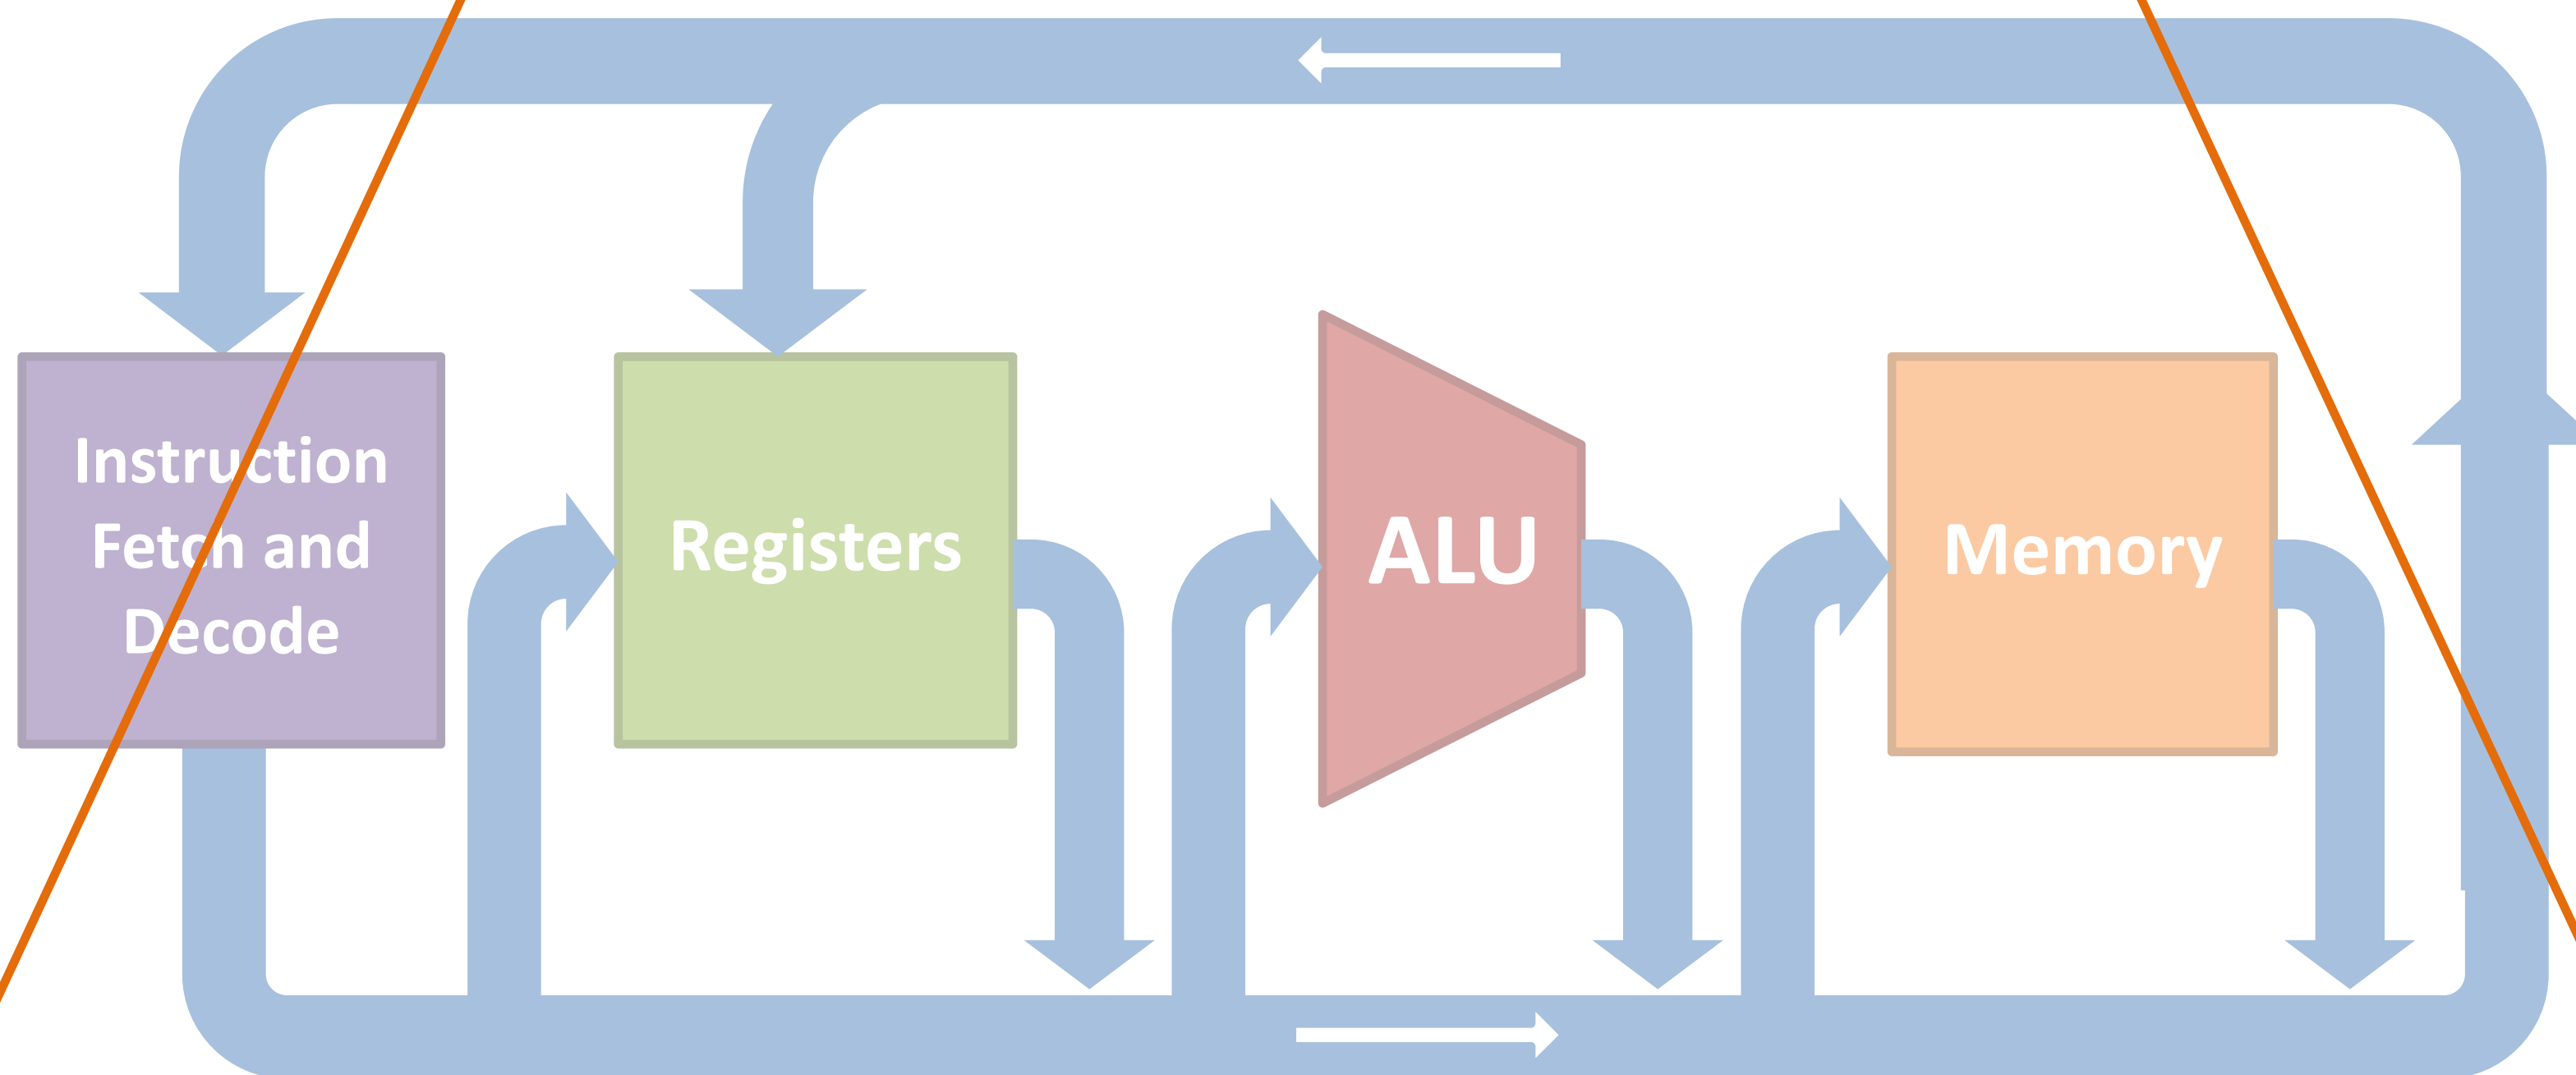 Instruction
Fetch and
Decode
Registers
ALU
Memory